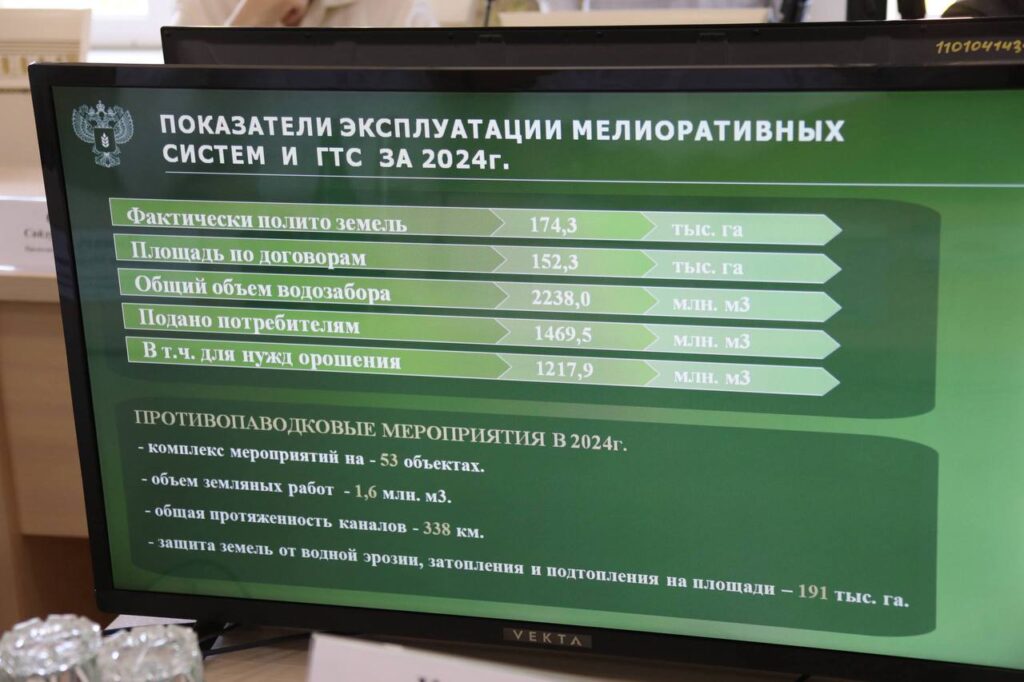 110104143
ПОКАЗАТЕЛИ ЭКСПЛУАТАЦИИ МЕЛИОРАТИВНЫХ
СИСТЕМ И ГТС ЗА 2024г.
Фактически полито земель 174,3 тыс. га
Площадь по договорам 152,3 тыс. га
Общий объем водозабора 2238,0 млн. м3
Подано потребителям 1469,5 млн. м3
В т.ч. для нужд орошения 1217,9 млн. м3
ПРОТИВОПАВОДКОВЫЕ МЕРОПРИЯТИЯ В 2024г.
- комплекс мероприятий на - 53 объектах.
- объем земляных работ - 1,6 млн. м3.
- общая протяженность каналов - 338 км.
- защита земель от водной эрозии, затопления и подтопления на площади – 191 тыс. га.
VEKTA